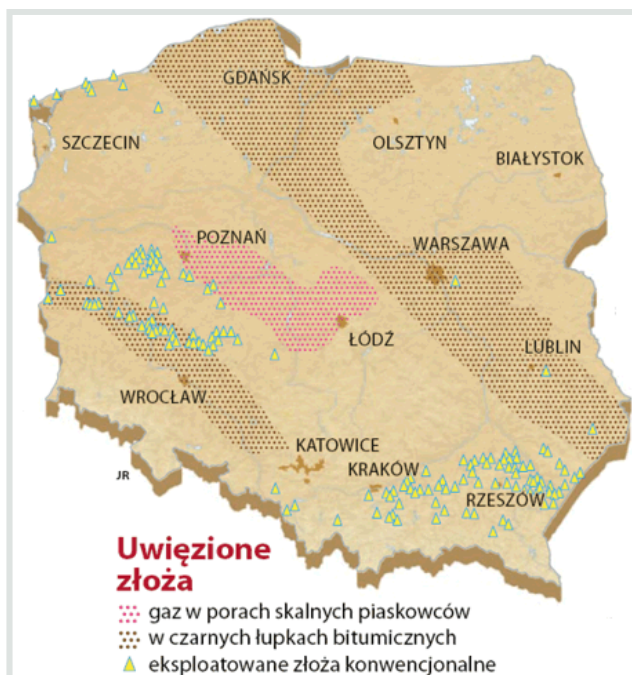 GDAŃSK
SZCZECIN
OLSZTYN
BIAŁYSTOK
POZNAŃ
WARSZAWA
ŁÓDŹ
LUBLIN
WROCŁAW
KATOWICE
KRAKÓW
RZESZÓW
JR
Uwięzione
złoża
gaz w porach skalnych piaskowców
w czarnych łupkach bitumicznych
eksploatowane złoża konwencjonalne